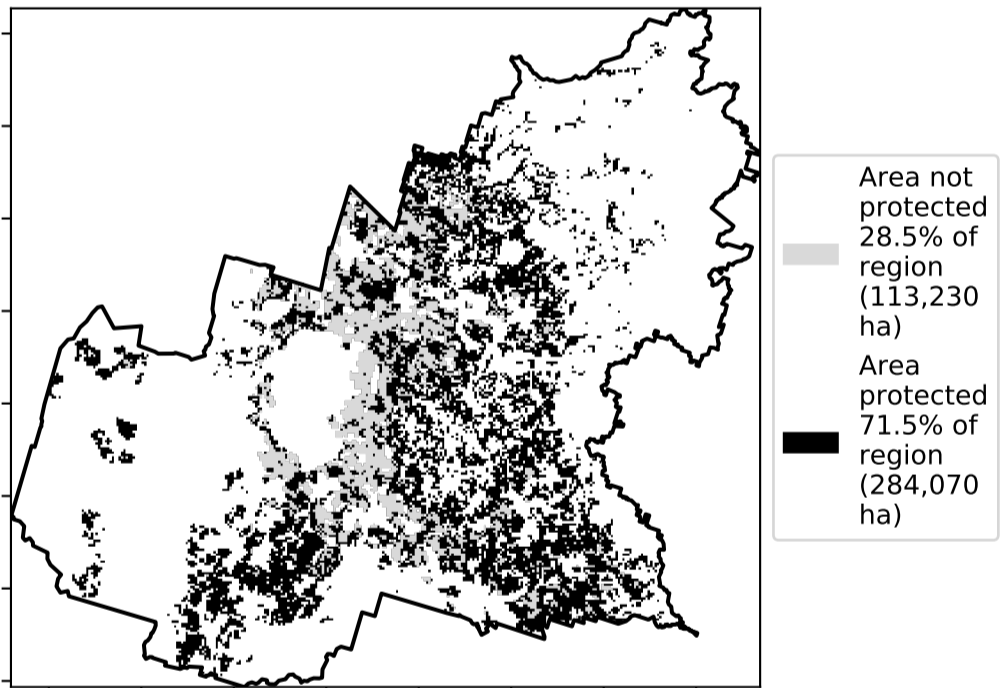 Area not
protected
28.5% of
region
(113,230
ha)
Area
protected
71.5% of
region
(284,070
ha)